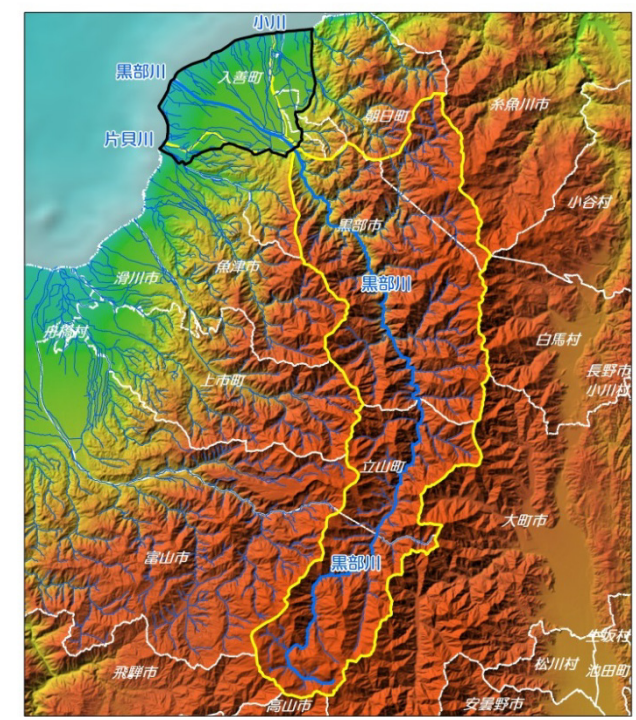 小川
黒部川
入善町
朝日町
糸魚川市
片貝川
小谷村
黒部市
魚津市
滑川市
黒部川
舟橋村
白馬村
長野市
小川村
上市町
立山町
大町市
富山市
黒部川
生坂村
松川村
池田町
飛騨市
高山市
安曇野市